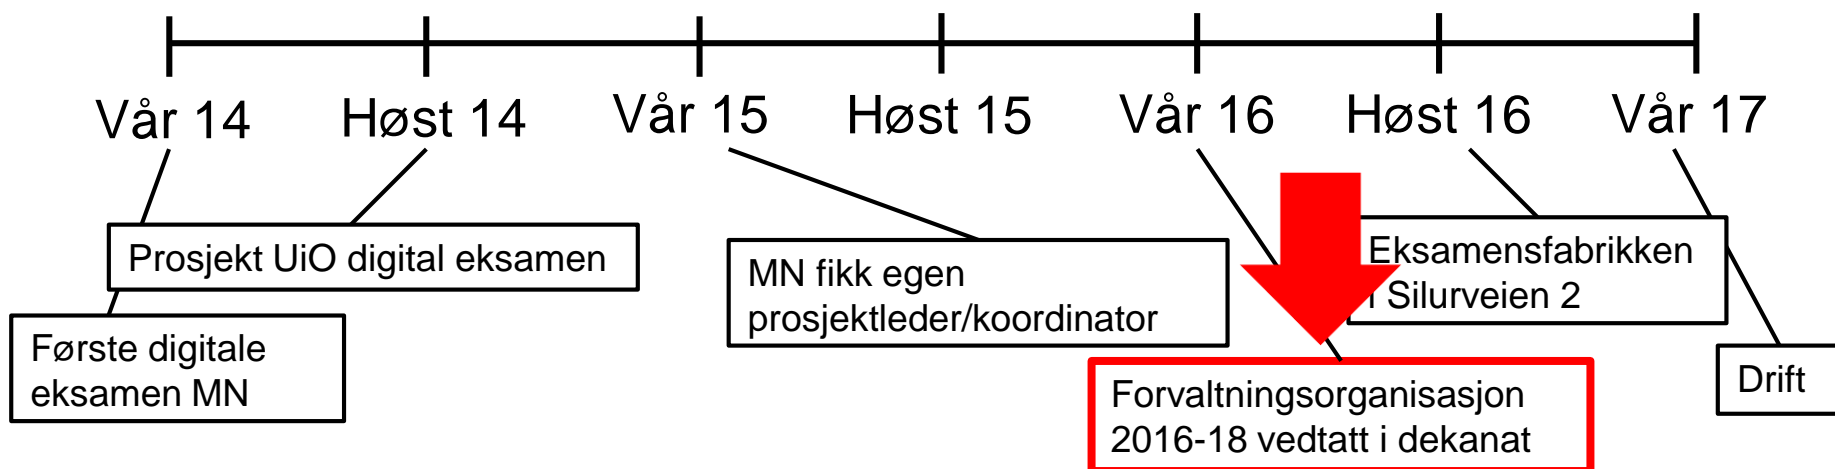 Vår 14
Høst 14
Vår 15
Høst 15
Vår 16
Høst 16
Vår 17
Prosjekt UiO digital eksamen
Første digitale
eksamen MN
MN fikk egen
prosjektleder/koordinator
Eksamensfabrikken
i Silurveien 2
Forvaltningsorganisasjon
2016-18 vedtatt i dekanat
Drift